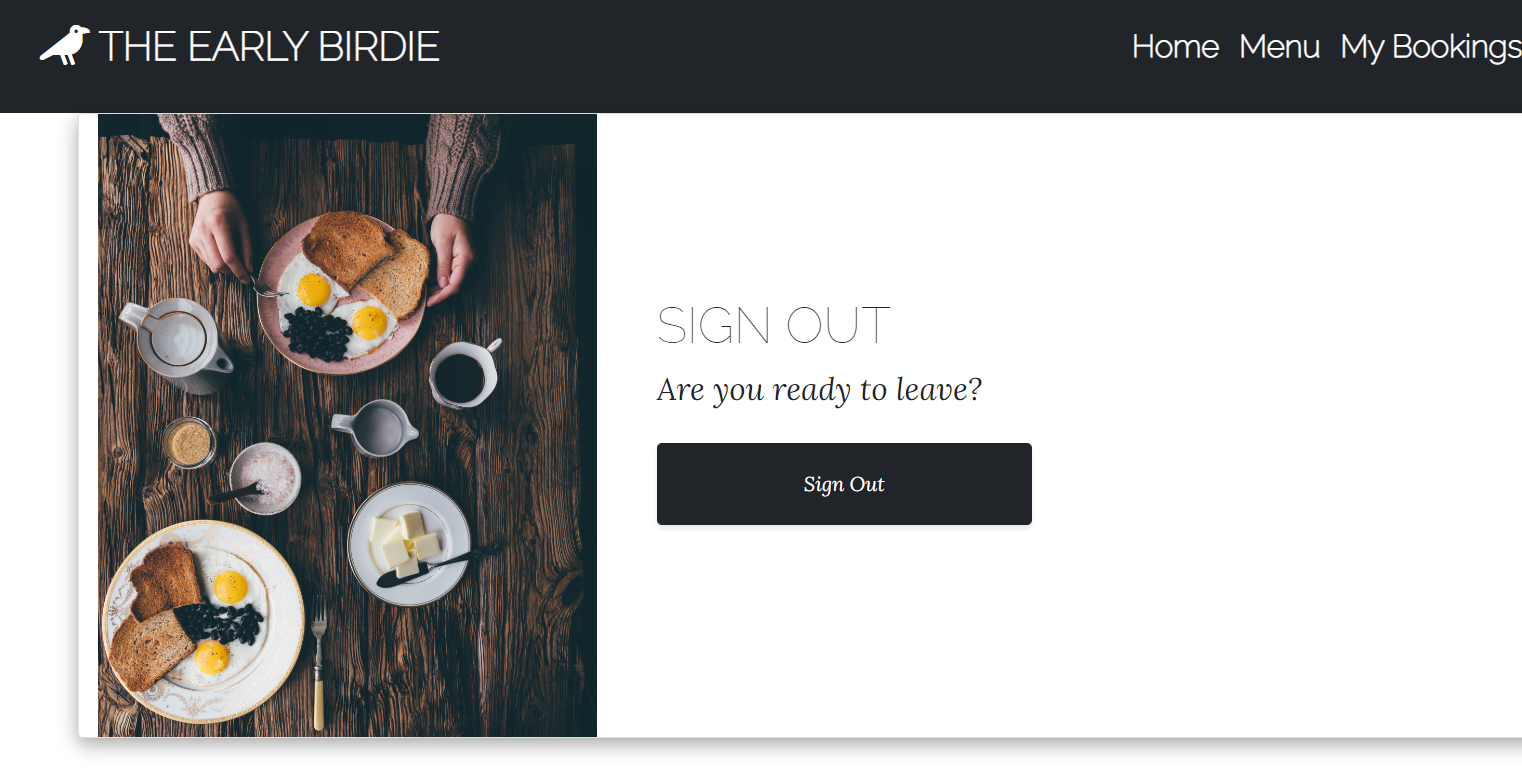 THE EARLY BIRDIE
Home Menu My Bookings
SIGN OUT
Are you ready to leave?
Sign Out